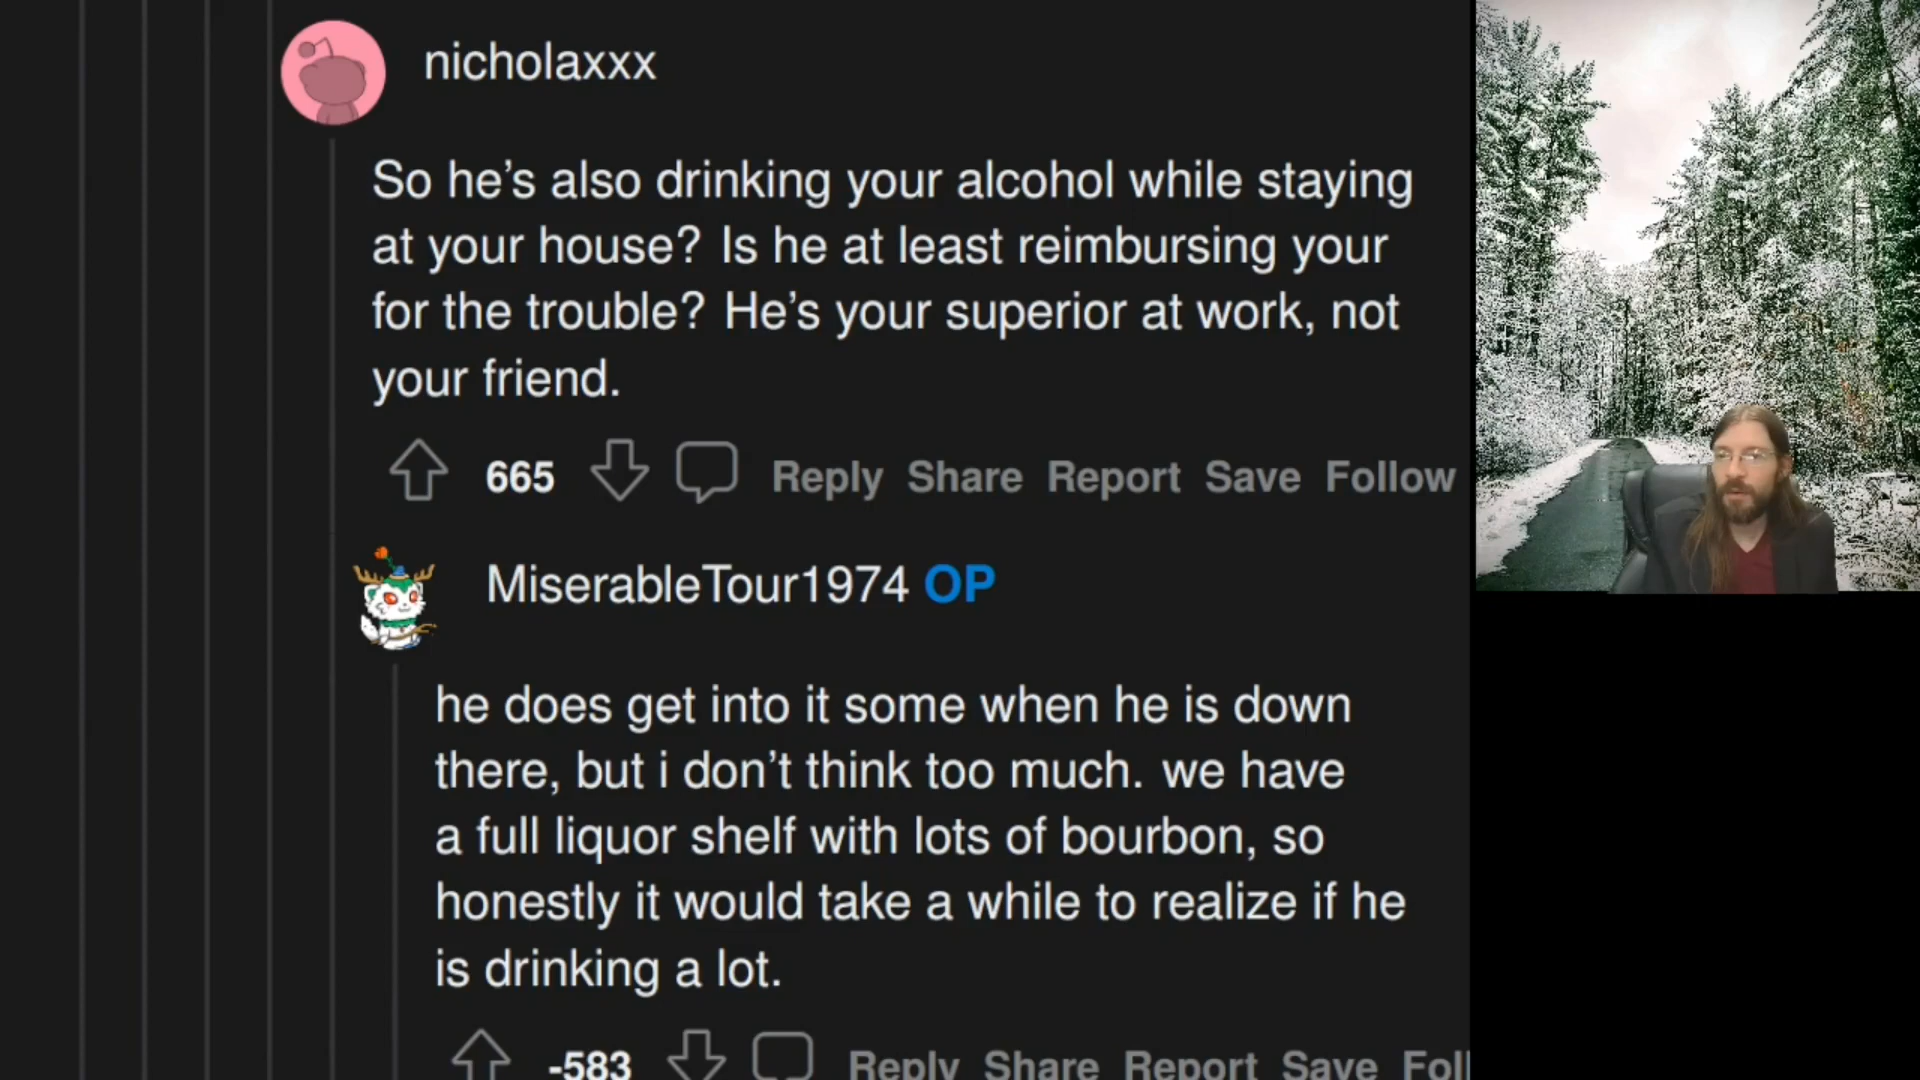 nicholaxxx
So he's also drinking your alcohol while staying
at your house? Is he at least reimbursing your
for the trouble? He's your superior at work, not
your friend.
665 Reply Share Report Save Follow
MiserableTour1974 OP
he does get into it some when he is down
there, but i don't think too much. we have
a full liquor shelf with lots of bourbon, so
honestly it would take a while to realize if he
is drinking a lot.
-583 Reply Share Report Save Foll